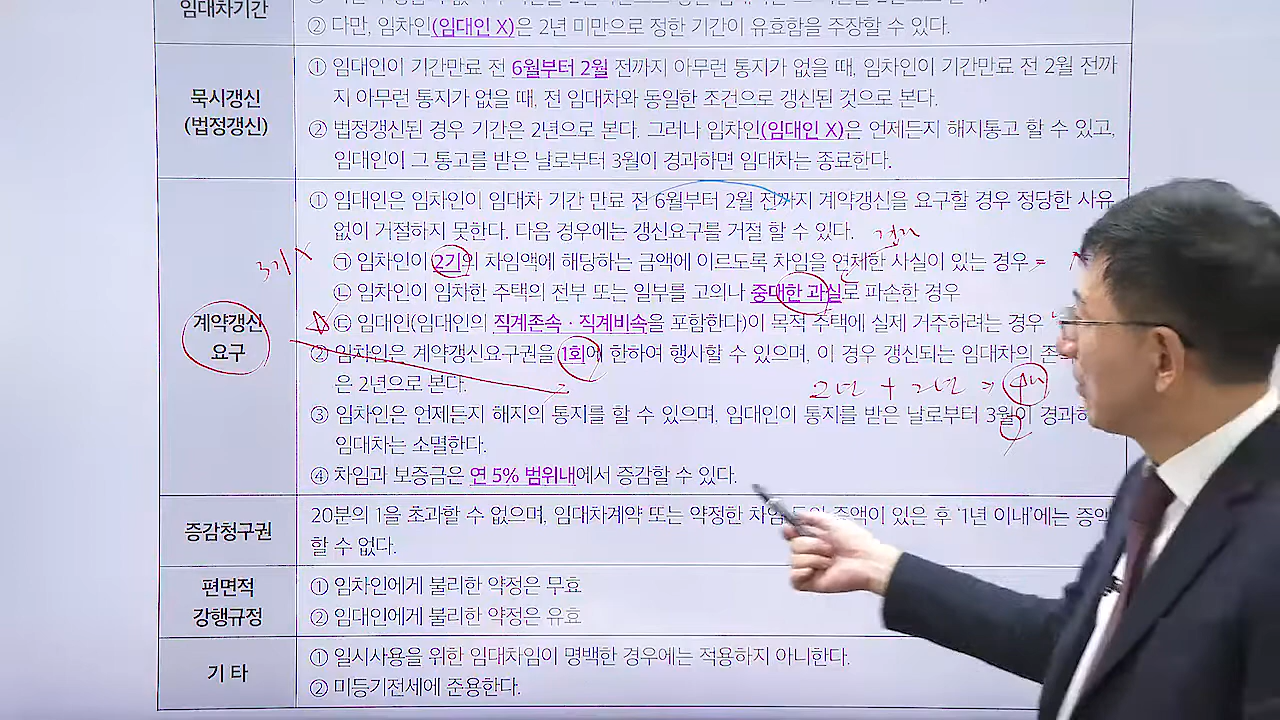 임대차기간
② 다만, 임차인(임대인 X)은 2년 미만으로 정한 기간이 유효함을 주장할 수 있다.
묵시갱신
(법정갱신)
① 임대인이 기간만료 전 6월부터 2월 전까지 아무런 통지가 없을 때, 임차인이 기간만료 전 2월 전까
지 아무런 통지가 없을 때, 전 임대차와 동일한 조건으로 갱신된 것으로 본다.
② 법정갱신된 경우 기간은 2년으로 본다. 그러나 임차인(임대인 X)은 언제든지 해지통고 할 수 있고,
임대인이 그 통고를 받은 날로부터 3월이 경과하면 임대차는 종료한다.
계약갱신
요구
① 임대인은 임차인이 임대차 기간 만료 전 6월부터 2월 전까지 계약갱신을 요구할 경우 정당한 사유
없이 거절하지 못한다. 다음 경우에는 갱신요구를 거절 할 수 있다.
㉠ 임차인이 2기의 차임액에 해당하는 금액에 이르도록 차임을 연체한 사실이 있는 경우
3기 X
㉡ 임차인이 임차한 주택의 전부 또는 일부를 고의나 중대한 과실로 파손한 경우
㉢ 임대인(임대인의 직계존속·직계비속을 포함한다)이 목적 주택에 실제 거주하려는 경우
② 임차인은 계약갱신요구권을 1회에 한하여 행시할 수 있으며, 이 경우 갱신되는 임대차의 존
은 2년으로 본다.
2년 + 2년 = 4년
③ 임차인은 언제든지 해지의 통지를 할 수 있으며, 임대인이 통지를 받은 날로부터 3월이 경과하
임대차는 소멸한다.
④ 차임과 보증금은 연 5% 범위내에서 증감할 수 있다.
증감청구권
20분의 1을 초과할 수 없으며, 임대차계약 또는 약정한 차임 등의 증액이 있은 후 '1년 이내'에는 증액
할 수 없다.
편면적
강행규정
① 임차인에게 불리한 약정은 무효
② 임대인에게 불리한 약정은 유효
기 타
① 일시사용을 위한 임대차임이 명백한 경우에는 적용하지 아니한다.
② 미등기전세에 준용한다.